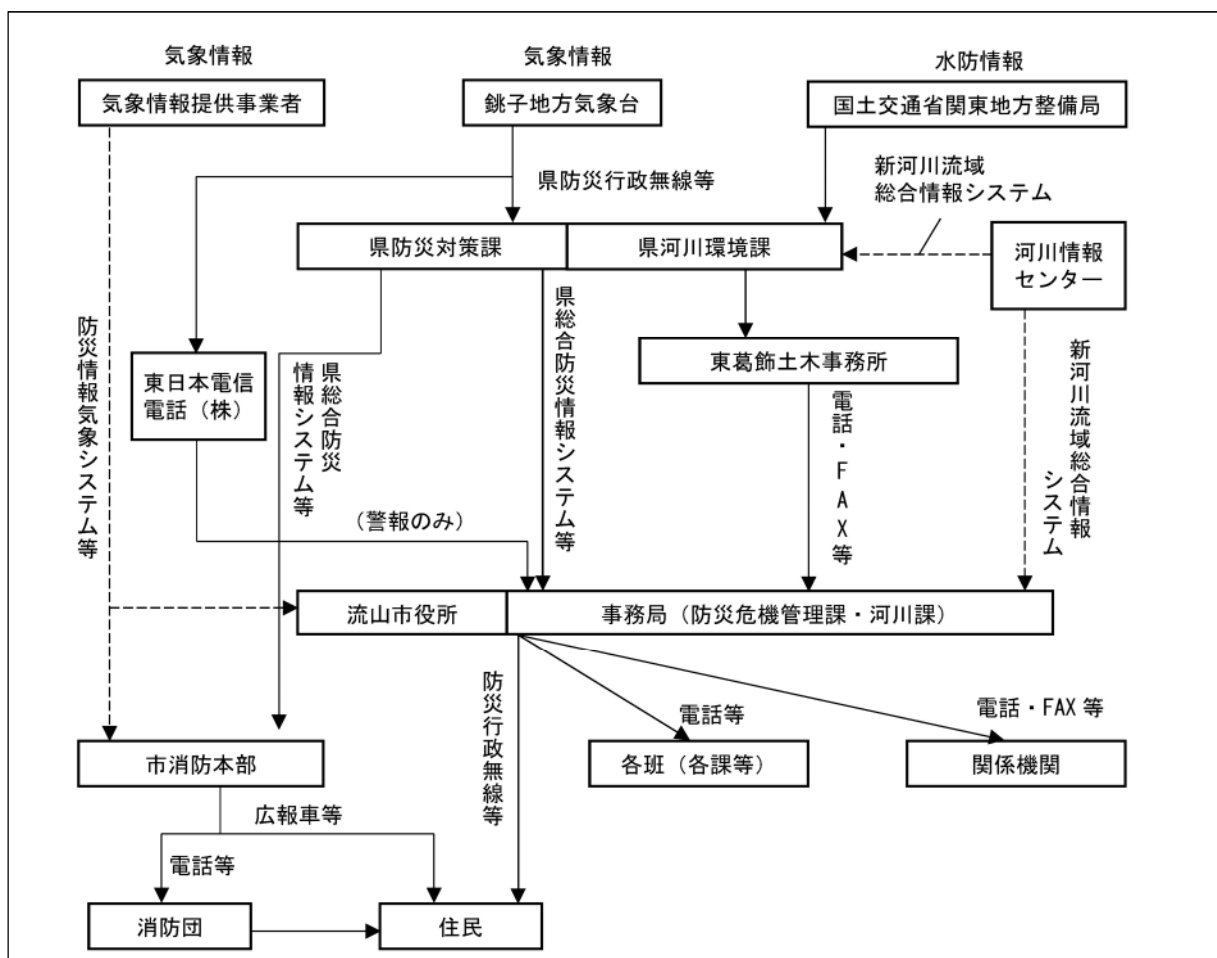 気象情報
気象情報
水防情報
気象情報提供事業者
銚子地方気象台
国土交通省関東地方整備局
県防災行政無線等
新河川流域
総合情報システム
県防災対策課
県河川環境課
河川情報
センター
防災情報気象システム等
東日本電信
電話（株）
県総合防災
情報システム等
県総合防災情報システム等
東葛飾土木事務所
電話・FAX等
新河川流域総合情報
システム
（警報のみ）
流山市役所
事務局（防災危機管理課・河川課）
防災行政無線等
電話等
電話・FAX 等
市消防本部
各班（各課等）
関係機関
広報車等
電話等
消防団
住民